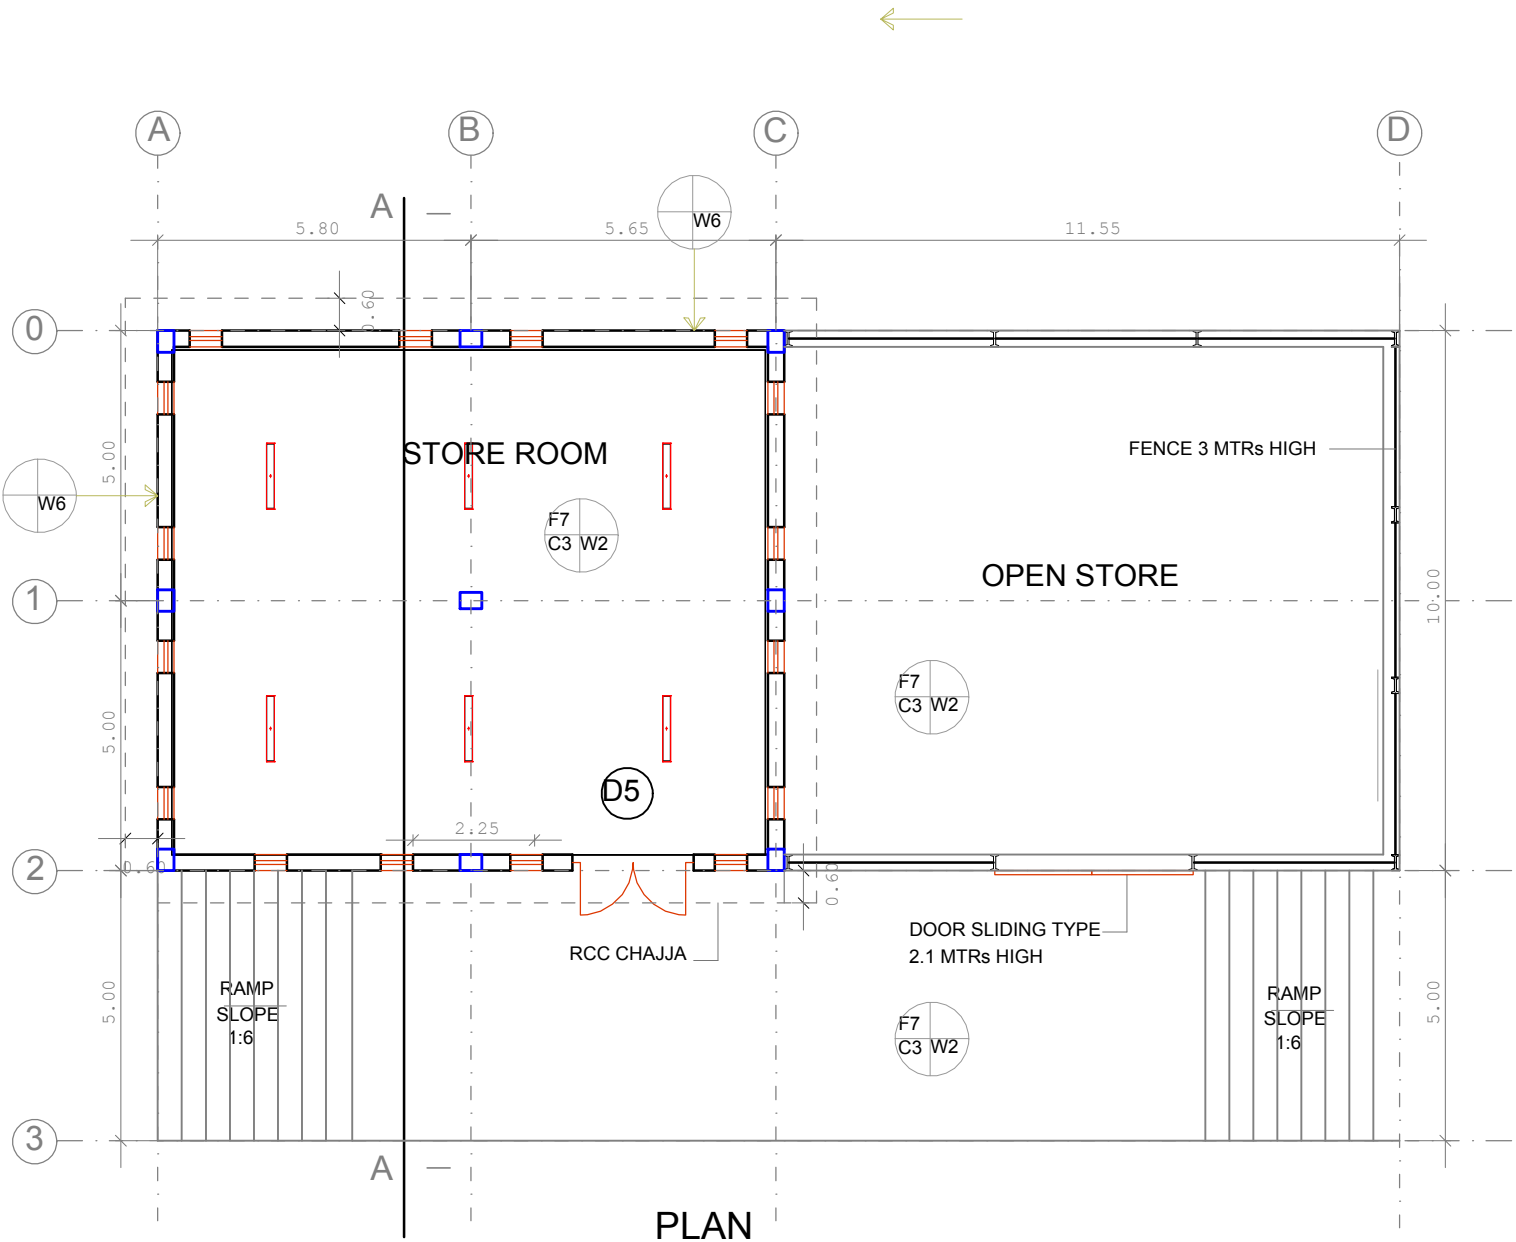 A
B
C
D
A
W6
5.80
5.65
11.55
0.60
0
STORE ROOM
FENCE 3 MTRs HIGH
5.00
W6
F7
C3 W2
OPEN STORE
1
10.00
F7
C3 W2
5.00
D5
2.25
2
0.60
0.60
RCC CHAJJA
DOOR SLIDING TYPE
2.1 MTRs HIGH
RAMP
SLOPE
1:6
5.00
F7
C3 W2
RAMP
SLOPE
1:6
5.00
3
A
PLAN